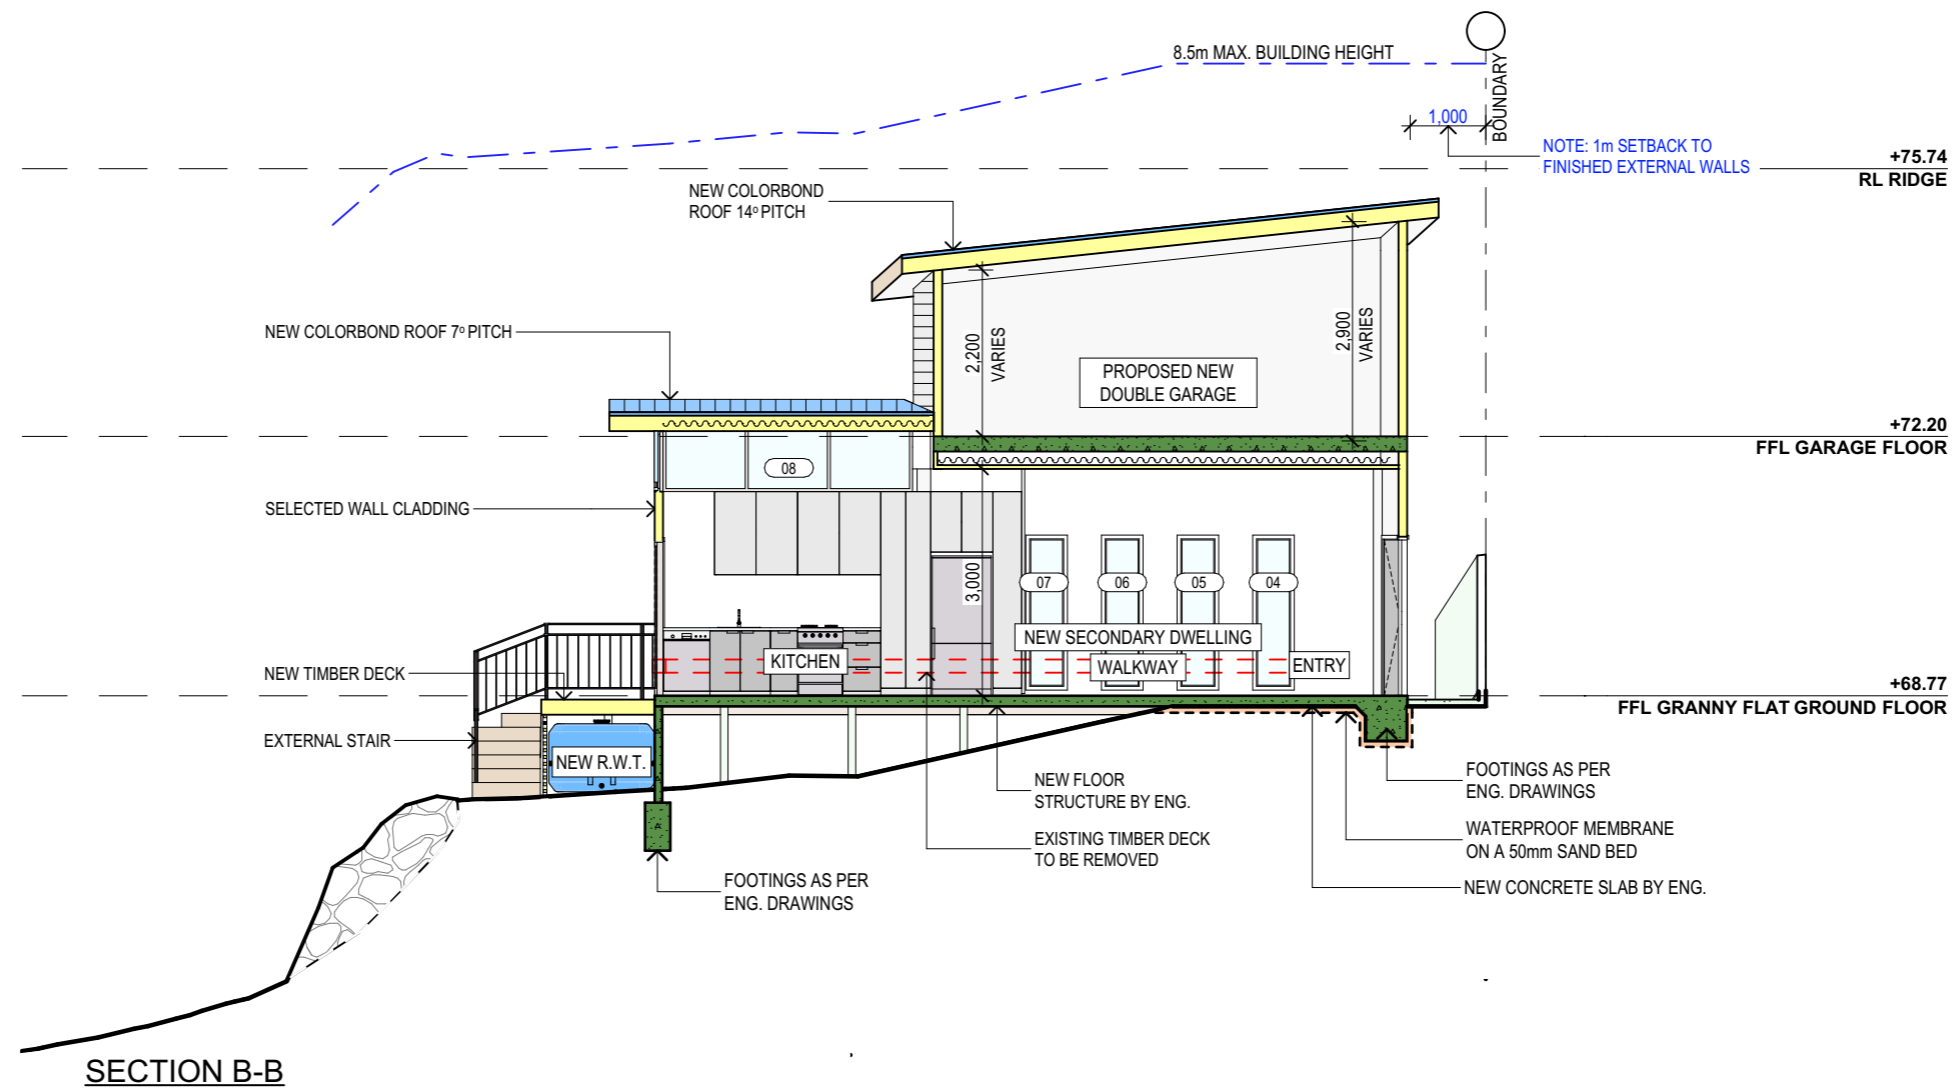 8.5m MAX. BUILDING HEIGHT
BOUNDARY
1,000
NOTE: 1m SETBACK TO
FINISHED EXTERNAL WALLS
+75.74
RL RIDGE
NEW COLORBOND
ROOF 14º PITCH
NEW COLORBOND ROOF 7º PITCH
2,200
VARIES
2,900
VARIES
PROPOSED NEW
DOUBLE GARAGE
+72.20
FFL GARAGE FLOOR
08
SELECTED WALL CLADDING
3,000
07
06
05
04
NEW SECONDARY DWELLING
KITCHEN
WALKWAY
ENTRY
NEW TIMBER DECK
+68.77
FFL GRANNY FLAT GROUND FLOOR
EXTERNAL STAIR
NEW R.W.T.
NEW FLOOR
STRUCTURE BY ENG.
FOOTINGS AS PER
ENG. DRAWINGS
EXISTING TIMBER DECK
TO BE REMOVED
WATERPROOF MEMBRANE
ON A 50mm SAND BED
FOOTINGS AS PER
ENG. DRAWINGS
NEW CONCRETE SLAB BY ENG.
SECTION B-B